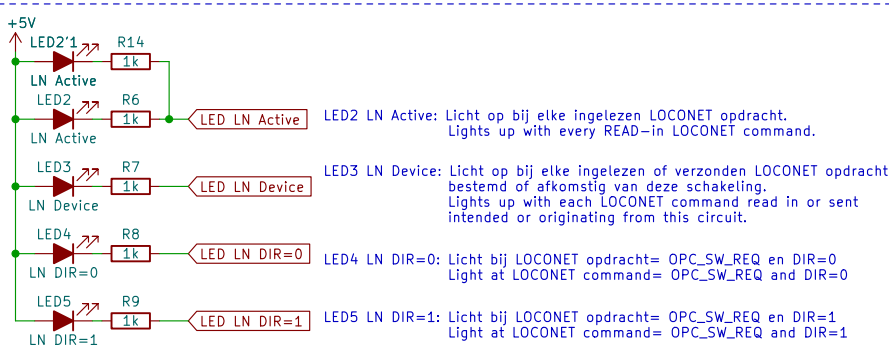 +5V
LED2'1
R14
1k
LN Active
LED2
R6
1k
LN Active
LED LN Active
LED2 LN Active: Licht op bij elke ingelezen LOCONET opdracht.
Lights up with every READ-in LOCONET command.
LED3
R7
1k
LN Device
LED LN Device
LED3 LN Device: Licht op bij elke ingelezen of verzonden LOCONET opdracht
bestemd of afkomstig van deze schakeling.
Lights up with each LOCONET command read in or sent
intended or originating from this circuit.
LED4
R8
1k
LN DIR=0
LED LN DIR=0
LED4 LN DIR=0: Licht bij LOCONET opdracht= OPC_SW_REQ en DIR=0
Light at LOCONET command= OPC_SW_REQ and DIR=0
LED5
R9
1k
LN DIR=1
LED LN DIR=1
LED5 LN DIR=1: Licht bij LOCONET opdracht= OPC_SW_REQ en DIR=1
Light at LOCONET command= OPC_SW_REQ and DIR=1